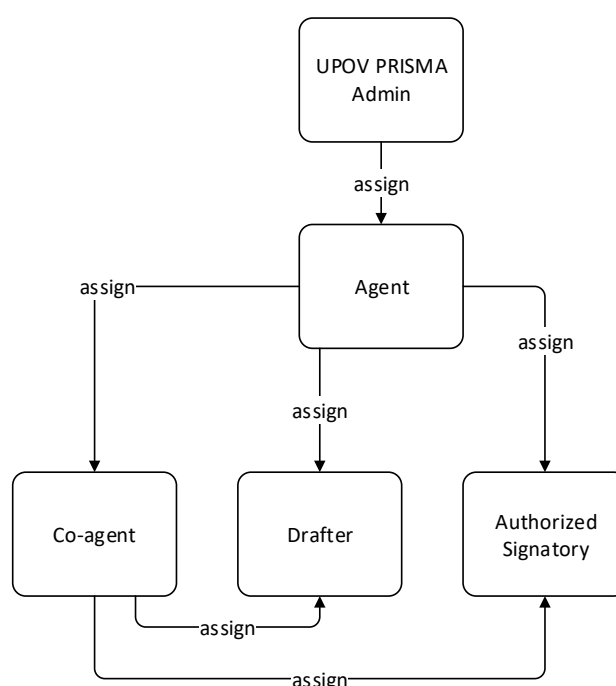 UPOV PRISMA
Admin
assign
Agent
assign
assign
assign
Co-agent
Drafter
Authorized
Signatory
assign
assign